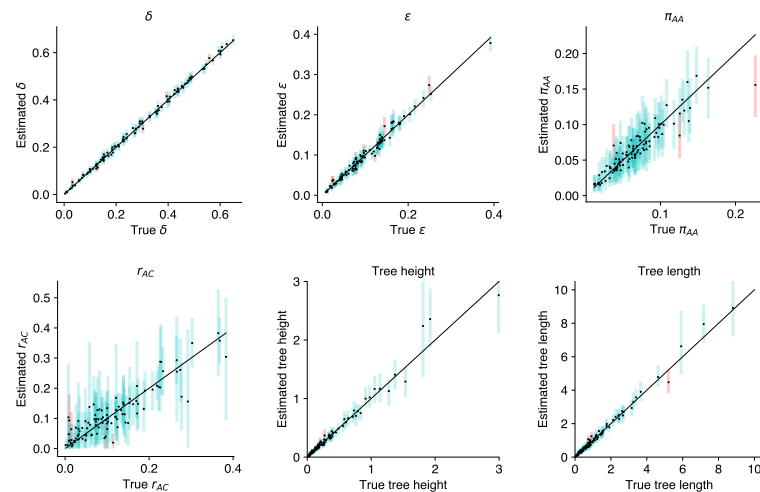 δ
Estimated δ
0.6
0.4
0.2
0.0
0.0 0.2 0.4 0.6
True δ
ε
Estimated ε
0.4
0.3
0.2
0.1
0.0
0.0 0.2 0.4
True ε
π_AA
Estimated π_AA
0.20
0.15
0.10
0.05
0.00
0.1 0.2
True π_AA
r_AC
Estimated r_AC
0.5
0.4
0.3
0.2
0.1
0.0
0.0 0.2 0.4
True r_AC
Tree height
Estimated tree height
3
2
1
0
0 1 2 3
True tree height
Tree length
Estimated tree length
10
8
6
4
2
0
0 2 4 6 8 10
True tree length